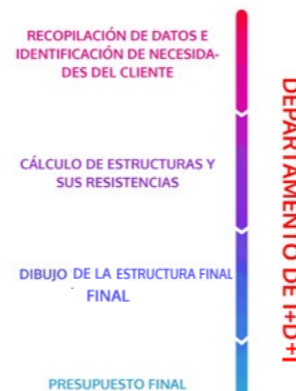 RECOPILACIÓN DE DATOS E
IDENTIFICACIÓN DE NECESIDA-
DES DEL CLIENTE
CÁLCULO DE ESTRUCTURAS Y
SUS RESISTENCIAS
DIBUJO DE LA ESTRUCTURA FINAL
FINAL
PRESUPUESTO FINAL
DEPARTAMENTO DE I+D+I